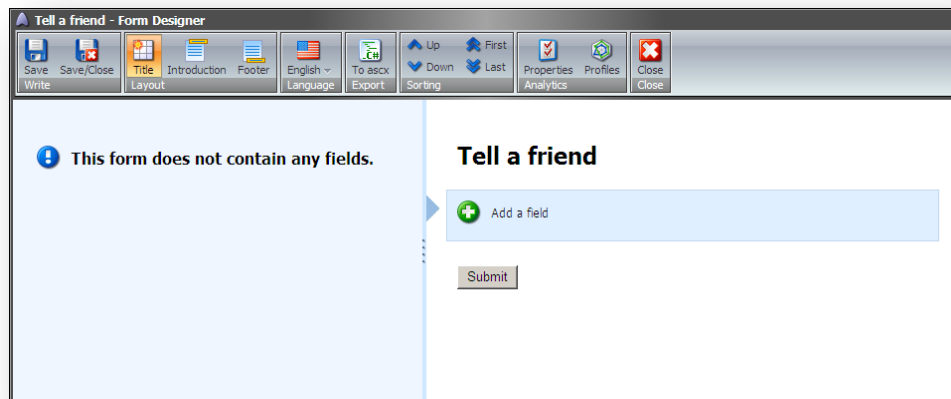 Tell a friend - Form Designer
Up First
Save Save/Close Title Introduction Footer English To ascx Down Last Properties Profiles Close
Write Layout Language Export Sorting Analytics Close
C#
This form does not contain any fields.
Tell a friend
Add a field
Submit